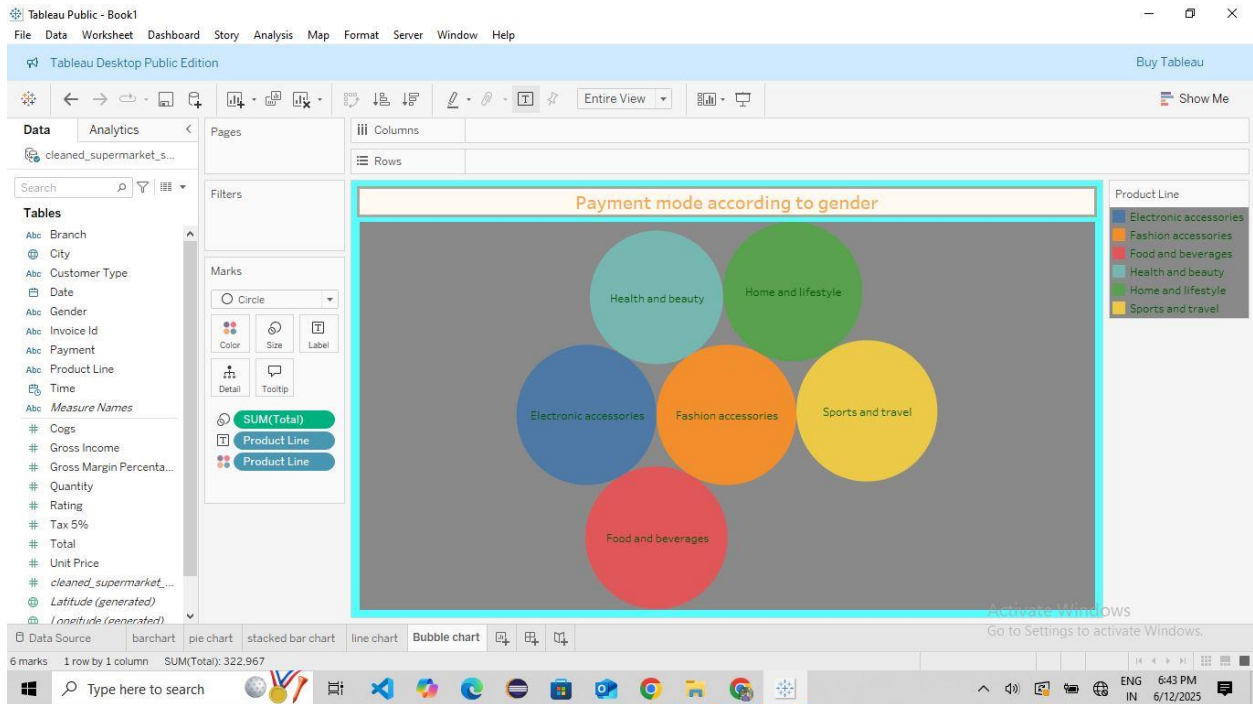 Tableau Public - Book1
File Data Worksheet Dashboard Story Analysis Map Format Server Window Help
Tableau Desktop Public Edition Buy Tableau
Entire View Show Me
Data Analytics Pages Columns
cleaned_supermarket_s... Rows
Search Filters
Tables
Abc Branch
City
Abc Customer Type
Date
Abc Gender
Abc Invoice Id
Abc Payment
Abc Product Line
Time
Abc Measure Names
# Cogs
# Gross Income
# Gross Margin Percenta...
# Quantity
# Rating
# Tax 5%
# Total
# Unit Price
# cleaned_supermarket_...
Latitude (generated)
Longitude (generated)
Marks
Circle
Color Size Label
Detail Tooltip
SUM(Total)
Product Line
Product Line
Payment mode according to gender
Health and beauty
Home and lifestyle
Electronic accessories
Fashion accessories
Sports and travel
Food and beverages
Product Line
Electronic accessories
Fashion accessories
Food and beverages
Health and beauty
Home and lifestyle
Sports and travel
Activate Windows
Go to Settings to activate Windows.
Data Source barchart pie chart stacked bar chart line chart Bubble chart
6 marks 1 row by 1 column SUM(Total): 322,967
Type here to search
ENG 6:43 PM
IN 6/12/2025